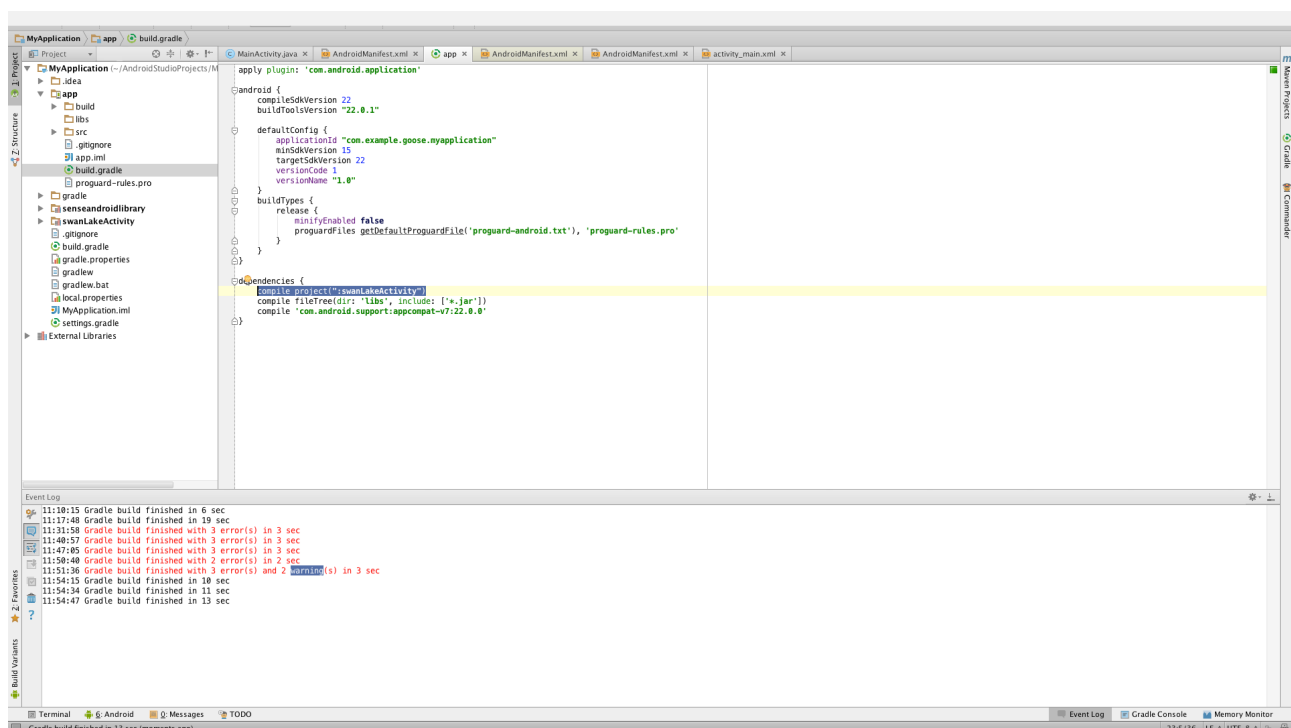 MyApplication app build.gradle
Project
MainActivity.java × AndroidManifest.xml × app × AndroidManifest.xml × AndroidManifest.xml × activity_main.xml ×
1: Project
Z: Structure
2: Favorites
Build Variants
MyApplication (~/AndroidStudioProjects/M
.idea
app
build
libs
src
.gitignore
app.iml
build.gradle
proguard-rules.pro
gradle
senseandroidlibrary
swanLakeActivity
.gitignore
build.gradle
gradle.properties
gradlew
gradlew.bat
local.properties
MyApplication.iml
settings.gradle
External Libraries
apply plugin: 'com.android.application'
android {
compileSdkVersion 22
buildToolsVersion "22.0.1"
defaultConfig {
applicationId "com.example.goose.myapplication"
minSdkVersion 15
targetSdkVersion 22
versionCode 1
versionName "1.0"
}
buildTypes {
release {
minifyEnabled false
proguardFiles getDefaultProguardFile('proguard-android.txt'), 'proguard-rules.pro'
}
}
}
dependencies {
compile project(":swanLakeActivity")
compile fileTree(dir: 'libs', include: ['*.jar'])
compile 'com.android.support:appcompat-v7:22.0.0'
}
Maven Projects
Gradle
Commander
Event Log
11:10:15 Gradle build finished in 6 sec
11:17:48 Gradle build finished in 19 sec
11:31:58 Gradle build finished with 3 error(s) in 3 sec
11:40:57 Gradle build finished with 3 error(s) in 3 sec
11:47:05 Gradle build finished with 3 error(s) in 3 sec
11:50:40 Gradle build finished with 2 error(s) in 2 sec
11:51:36 Gradle build finished with 3 error(s) and 2 warning(s) in 3 sec
11:54:15 Gradle build finished in 10 sec
11:54:34 Gradle build finished in 11 sec
11:54:47 Gradle build finished in 13 sec
Terminal 6: Android 0: Messages TODO Event Log Gradle Console Memory Monitor
Gradle build finished in 13 sec (moments ago)